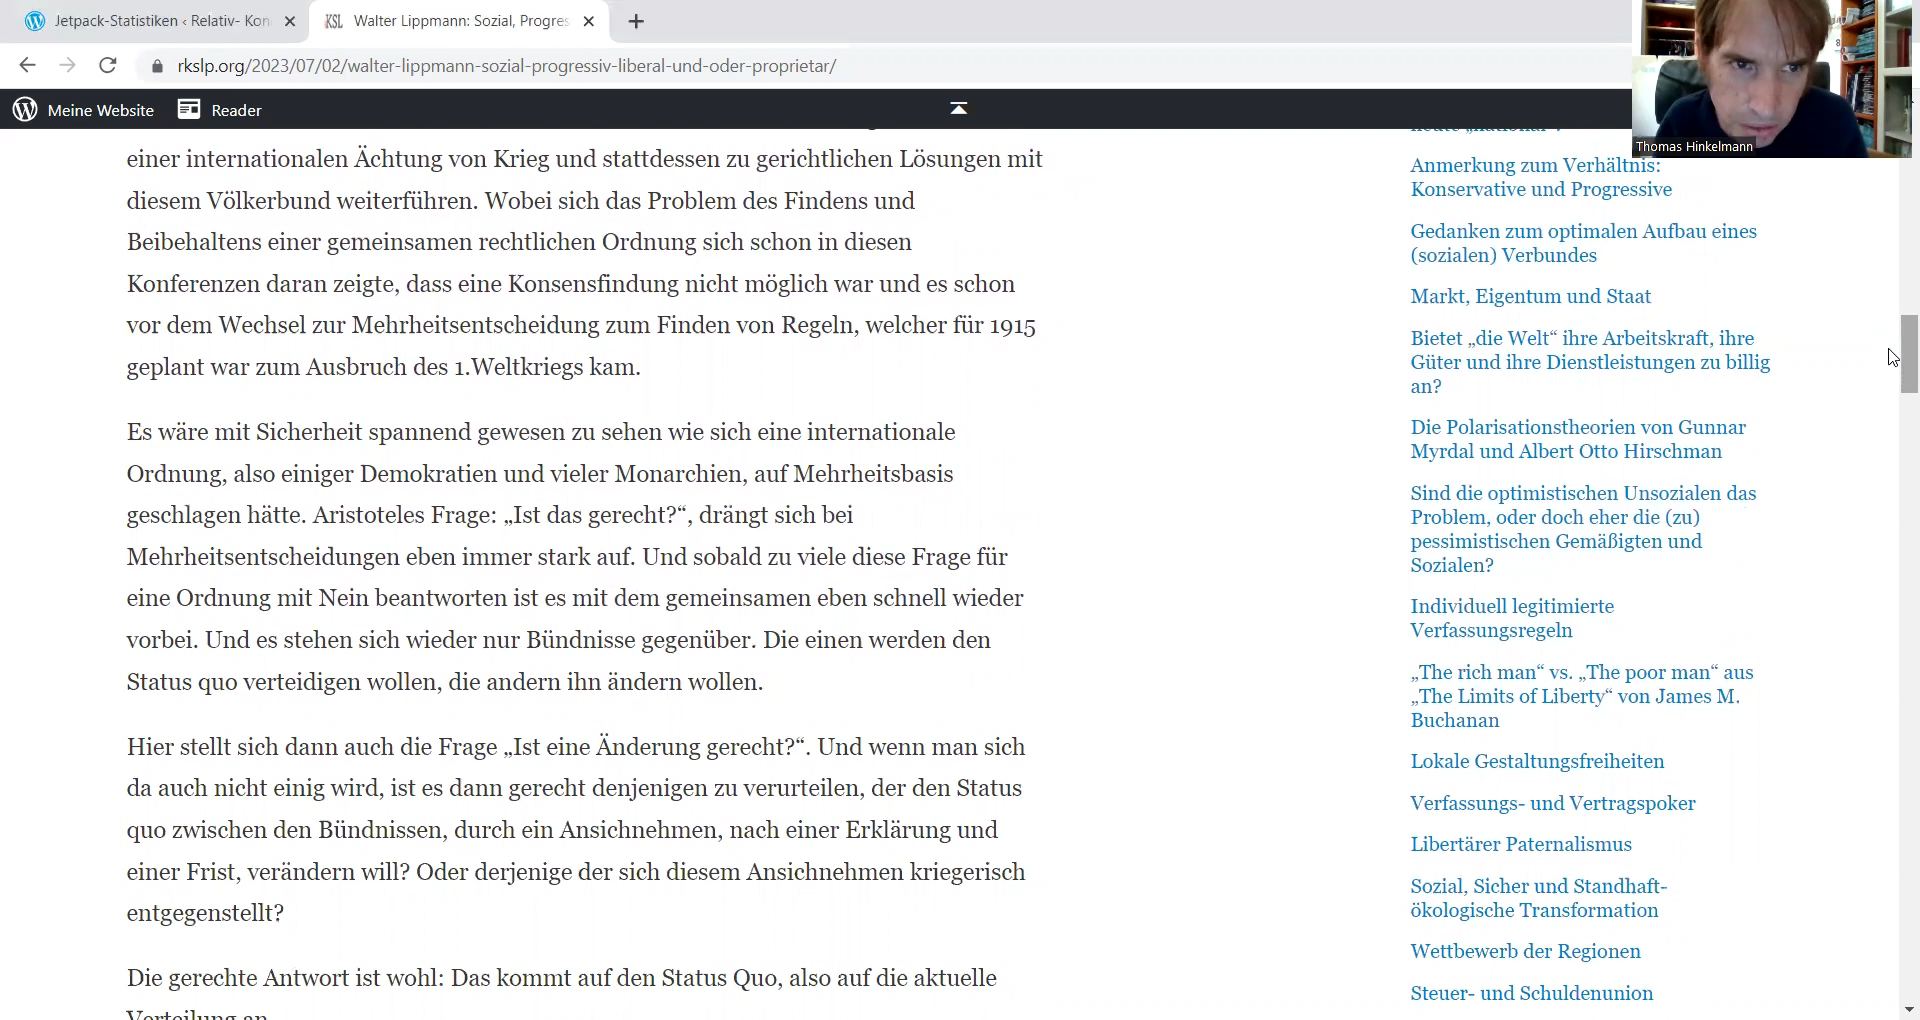 Jetpack-Statistiken ‹ Relativ- Kon
Walter Lippmann: Sozial, Progres
rkslp.org/2023/07/02/walter-lippmann-sozial-progressiv-liberal-und-oder-proprietar/
Meine Website
Reader
Thomas Hinkelmann
einer internationalen Ächtung von Krieg und stattdessen zu gerichtlichen Lösungen mit
diesem Völkerbund weiterführen. Wobei sich das Problem des Findens und
Beibehaltens einer gemeinsamen rechtlichen Ordnung sich schon in diesen
Konferenzen daran zeigte, dass eine Konsensfindung nicht möglich war und es schon
vor dem Wechsel zur Mehrheitsentscheidung zum Finden von Regeln, welcher für 1915
geplant war zum Ausbruch des 1.Weltkriegs kam.
Es wäre mit Sicherheit spannend gewesen zu sehen wie sich eine internationale
Ordnung, also einiger Demokratien und vieler Monarchien, auf Mehrheitsbasis
geschlagen hätte. Aristoteles Frage: „Ist das gerecht?“, drängt sich bei
Mehrheitsentscheidungen eben immer stark auf. Und sobald zu viele diese Frage für
eine Ordnung mit Nein beantworten ist es mit dem gemeinsamen eben schnell wieder
vorbei. Und es stehen sich wieder nur Bündnisse gegenüber. Die einen werden den
Status quo verteidigen wollen, die andern ihn ändern wollen.
Hier stellt sich dann auch die Frage „Ist eine Änderung gerecht?“. Und wenn man sich
da auch nicht einig wird, ist es dann gerecht denjenigen zu verurteilen, der den Status
quo zwischen den Bündnissen, durch ein Ansichnehmen, nach einer Erklärung und
einer Frist, verändern will? Oder derjenige der sich diesem Ansichnehmen kriegerisch
entgegenstellt?
Die gerechte Antwort ist wohl: Das kommt auf den Status Quo, also auf die aktuelle
Verteilung an.
heute „national“?
Anmerkung zum Verhältnis:
Konservative und Progressive
Gedanken zum optimalen Aufbau eines
(sozialen) Verbundes
Markt, Eigentum und Staat
Bietet „die Welt“ ihre Arbeitskraft, ihre
Güter und ihre Dienstleistungen zu billig
an?
Die Polarisationstheorien von Gunnar
Myrdal und Albert Otto Hirschman
Sind die optimistischen Unsozialen das
Problem, oder doch eher die (zu)
pessimistischen Gemäßigten und
Sozialen?
Individuell legitimierte
Verfassungsregeln
„The rich man“ vs. „The poor man“ aus
„The Limits of Liberty“ von James M.
Buchanan
Lokale Gestaltungsfreiheiten
Verfassungs- und Vertragspoker
Libertärer Paternalismus
Sozial, Sicher und Standhaft-
ökologische Transformation
Wettbewerb der Regionen
Steuer- und Schuldenunion